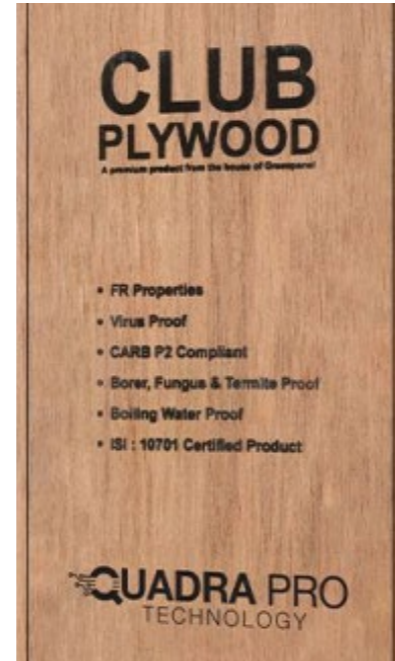 CLUB
PLYWOOD
A premium product from the house of Greenpanel
• FR Properties
• Virus Proof
• CARB P2 Compliant
• Borer, Fungus & Termite Proof
• Boiling Water Proof
• ISI : 10701 Certified Product
QUADRA PRO
TECHNOLOGY